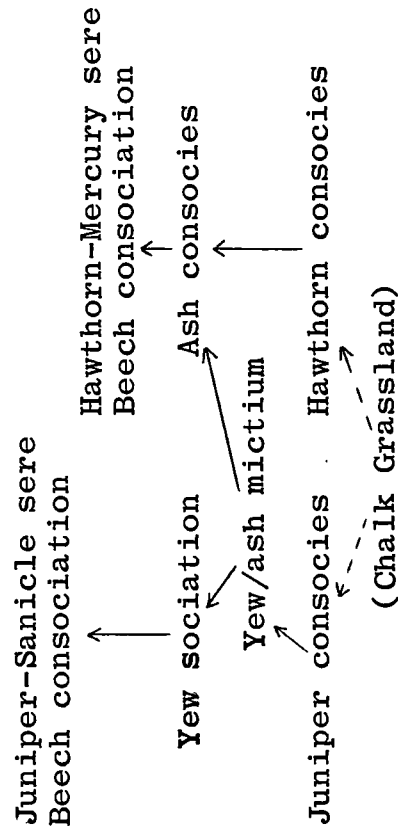 Juniper-Sanicle sere
Beech consociation
Hawthorn-Mercury sere
Beech consociation
Yew sociation
Ash consocies
Yew/ash mictium
Juniper consocies
Hawthorn consocies
(Chalk Grassland)